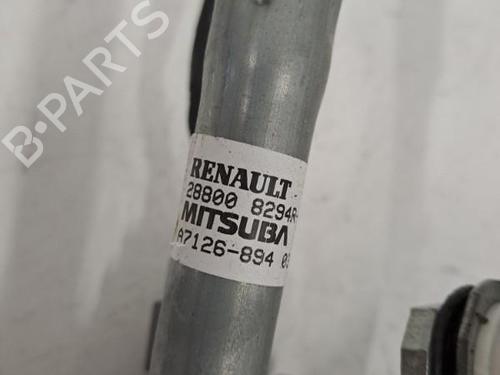 B-PARTS
RENAULT
28800 8294R
MITSUBA
A7126-894